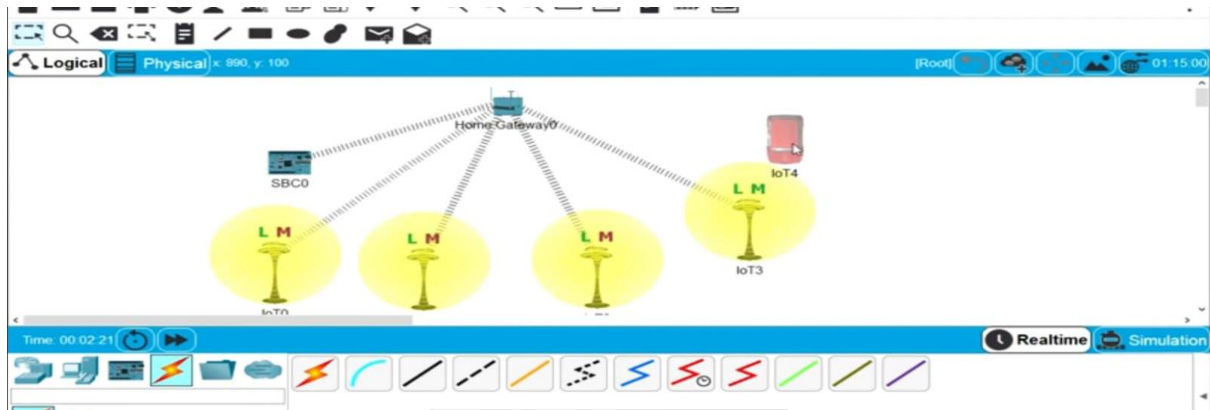 Logical Physical x: 890, y: 100 [Root] 01:15:00
Home Gateway0
SBC0
IoT4
L M
L M
L M
L M
IoT3
IoT0
Time: 00:02:21 Realtime Simulation